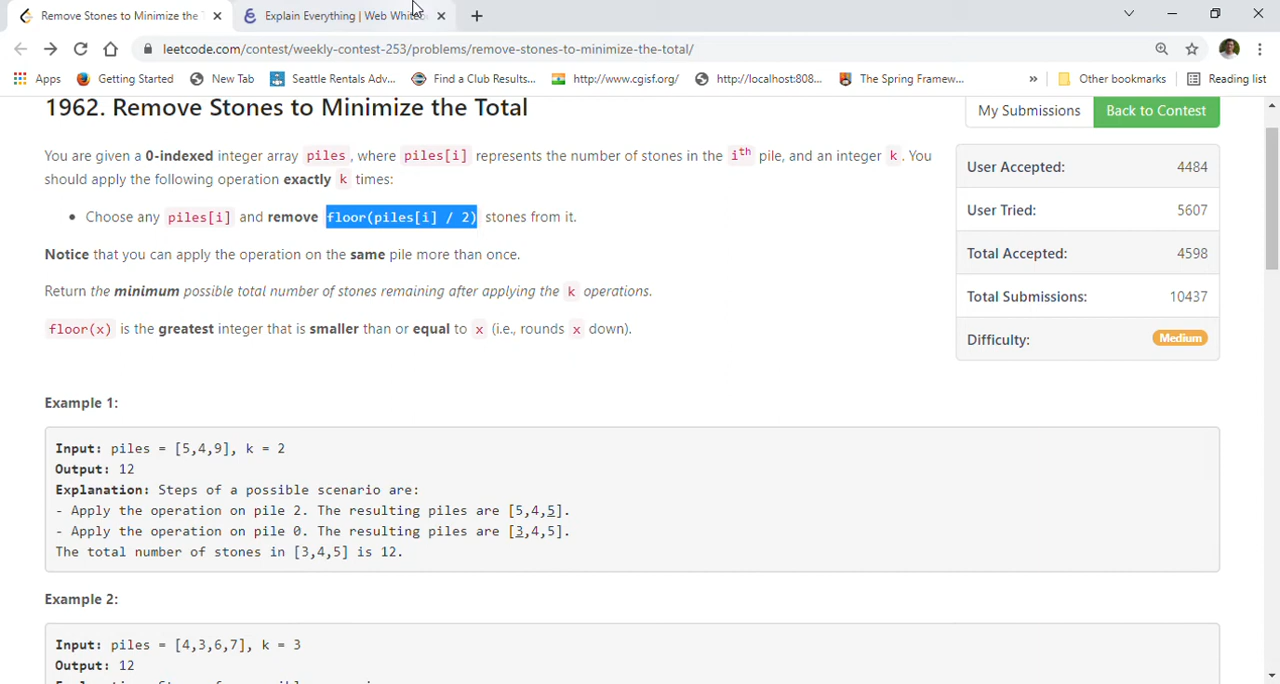 Remove Stones to Minimize the
Explain Everything | Web White
leetcode.com/contest/weekly-contest-253/problems/remove-stones-to-minimize-the-total/
Apps Getting Started New Tab Seattle Rentals Adv... Find a Club Results... http://www.cgisf.org/ http://localhost:808... The Spring Framew... » Other bookmarks Reading list
1962. Remove Stones to Minimize the Total
My Submissions Back to Contest
You are given a 0-indexed integer array piles, where piles[i] represents the number of stones in the ith pile, and an integer k. You
should apply the following operation exactly k times:
• Choose any piles[i] and remove floor(piles[i] / 2) stones from it.
Notice that you can apply the operation on the same pile more than once.
Return the minimum possible total number of stones remaining after applying the k operations.
floor(x) is the greatest integer that is smaller than or equal to x (i.e., rounds x down).
User Accepted: 4484
User Tried: 5607
Total Accepted: 4598
Total Submissions: 10437
Difficulty: Medium
Example 1:
Input: piles = [5,4,9], k = 2
Output: 12
Explanation: Steps of a possible scenario are:
- Apply the operation on pile 2. The resulting piles are [5,4,5].
- Apply the operation on pile 0. The resulting piles are [3,4,5].
The total number of stones in [3,4,5] is 12.
Example 2:
Input: piles = [4,3,6,7], k = 3
Output: 12